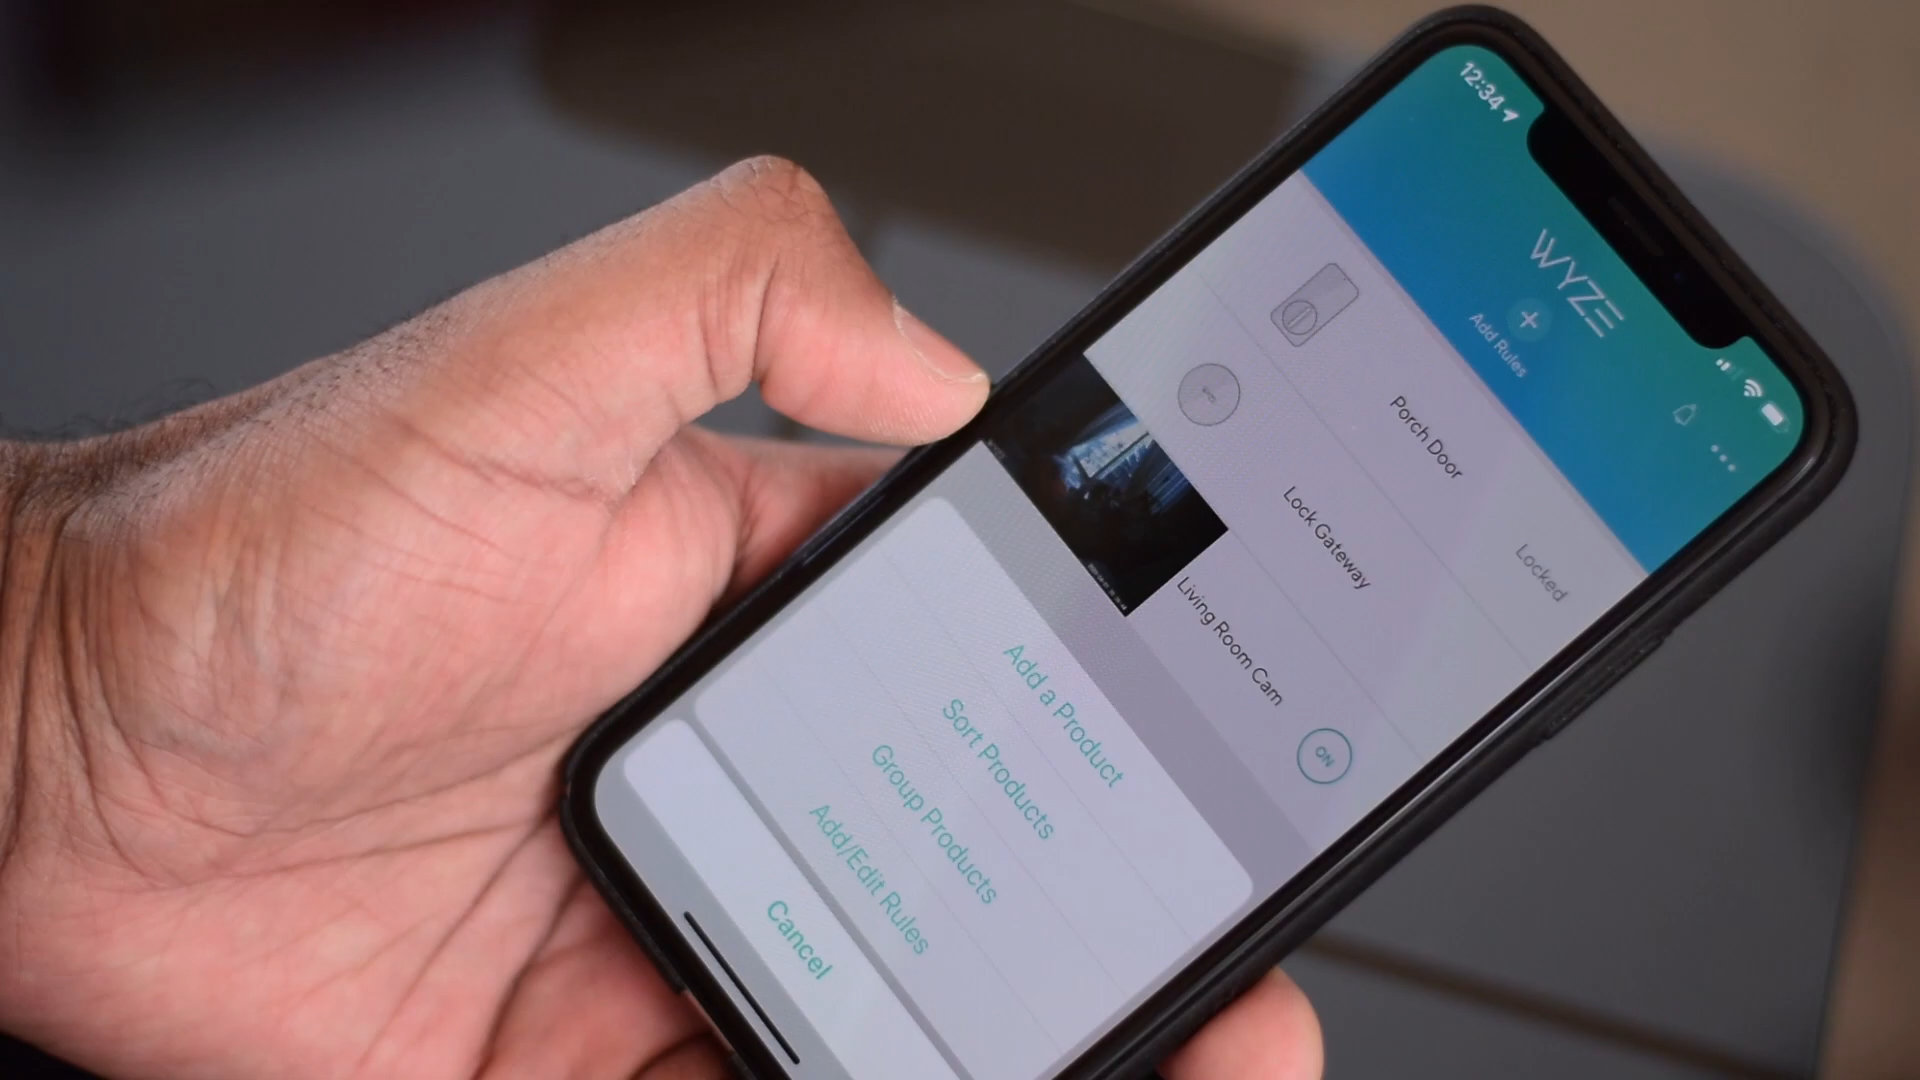 12:34
WYZE
+
Add Rules
Porch Door
Locked
Lock Gateway
Living Room Cam
ON
Add a Product
Sort Products
Group Products
Add/Edit Rules
Cancel